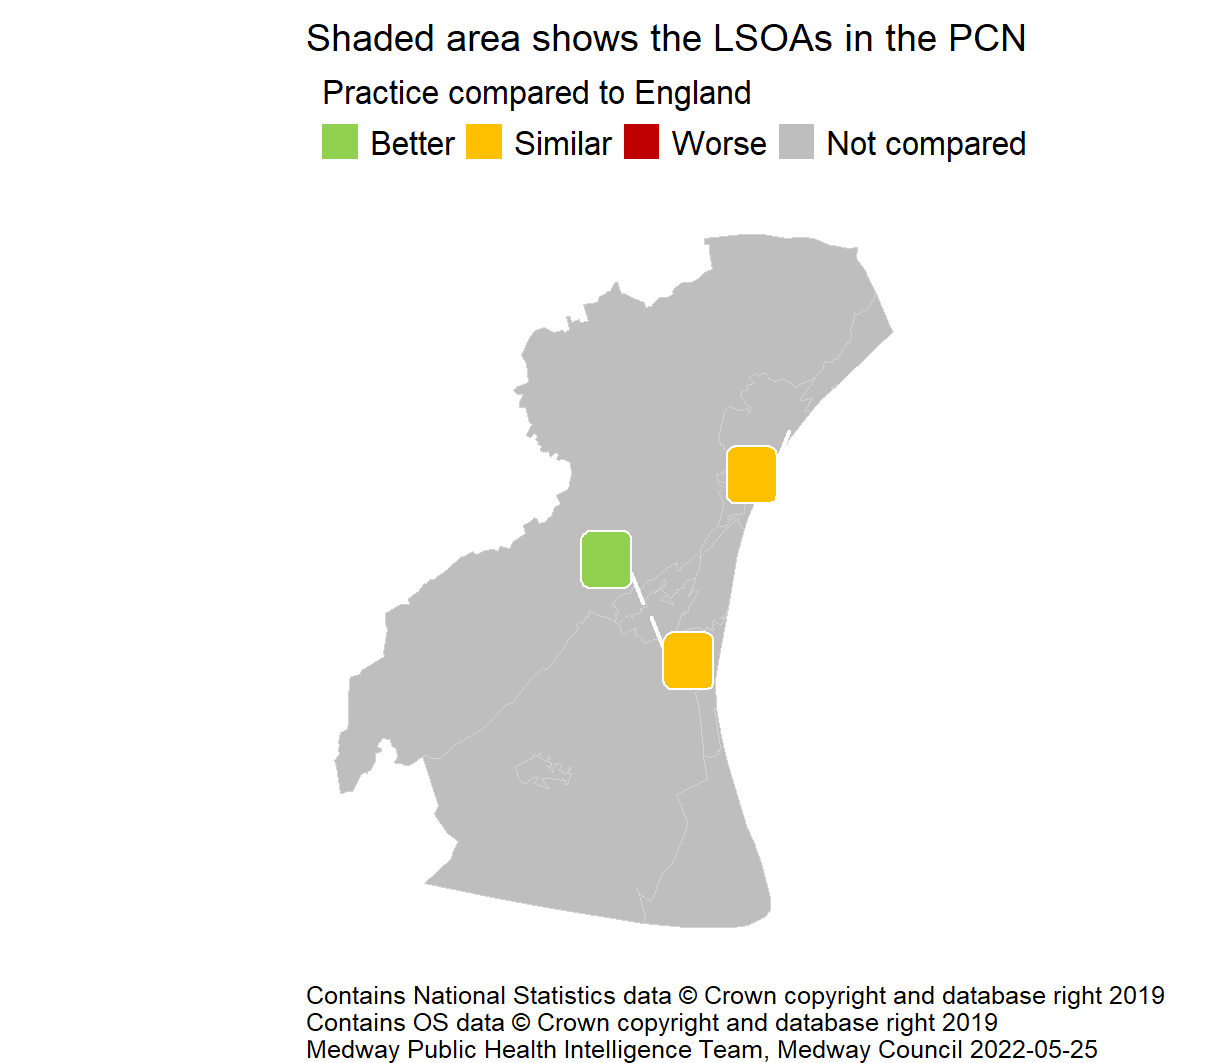 Shaded area shows the LSOAs in the PCN
Practice compared to England
Better Similar Worse Not compared
Contains National Statistics data © Crown copyright and database right 2019
Contains OS data © Crown copyright and database right 2019
Medway Public Health Intelligence Team, Medway Council 2022-05-25